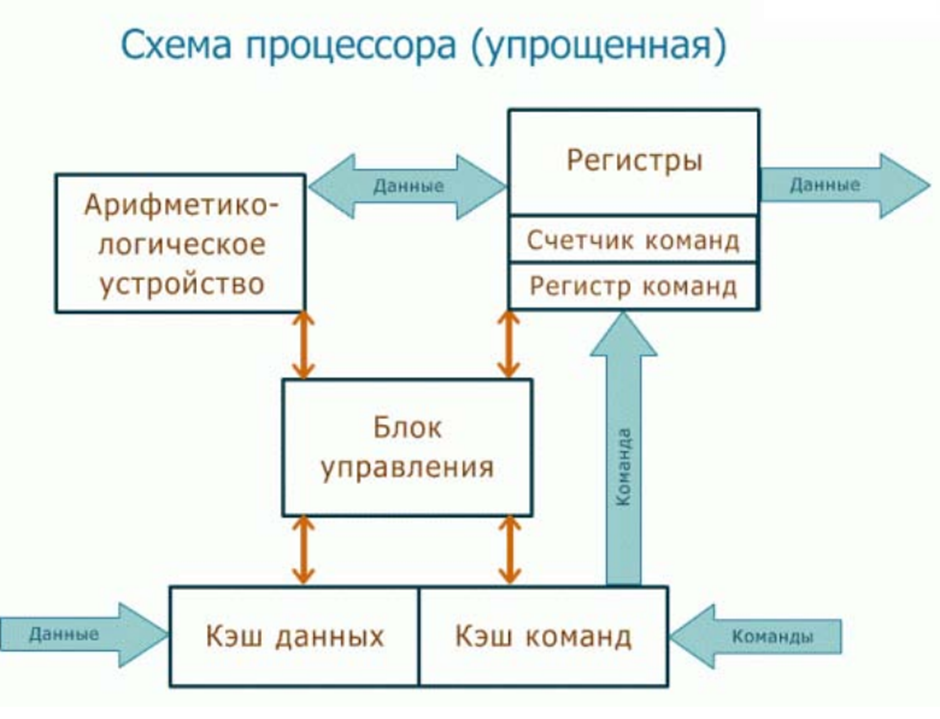 Схема процессора (упрощенная)
Регистры
Данные
Данные
Арифметико-
логическое
устройство
Счетчик команд
Регистр команд
Блок
управления
Команда
Данные
Кэш данных
Кэш команд
Команды